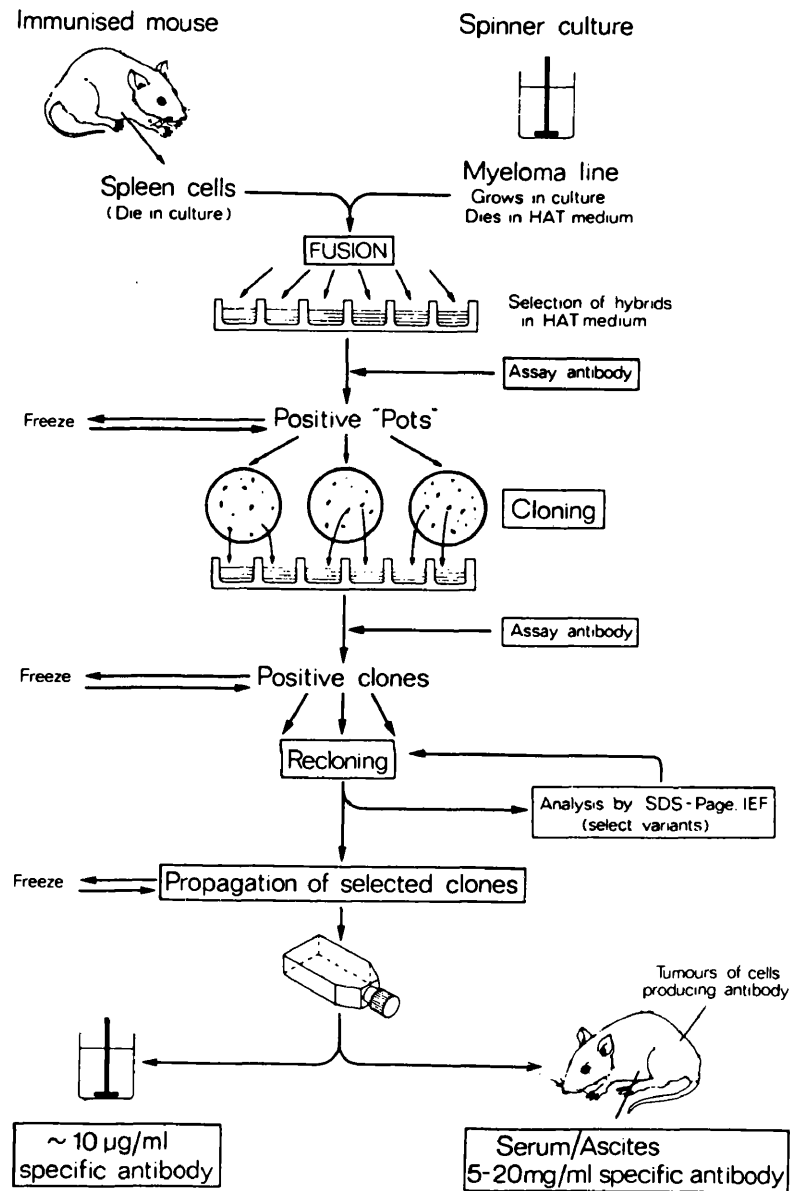 Immunised mouse
Spinner culture
Spleen cells
(Die in culture)
Myeloma line
Grows in culture
Dies in HAT medium
FUSION
Selection of hybrids
in HAT medium
Assay antibody
Freeze
Positive "Pots"
Cloning
Assay antibody
Freeze
Positive clones
Recloning
Analysis by SDS-Page. IEF
(select variants)
Freeze
Propagation of selected clones
Tumours of cells
producing antibody
~ 10 µg/ml
specific antibody
Serum/Ascites
5-20mg/ml specific antibody